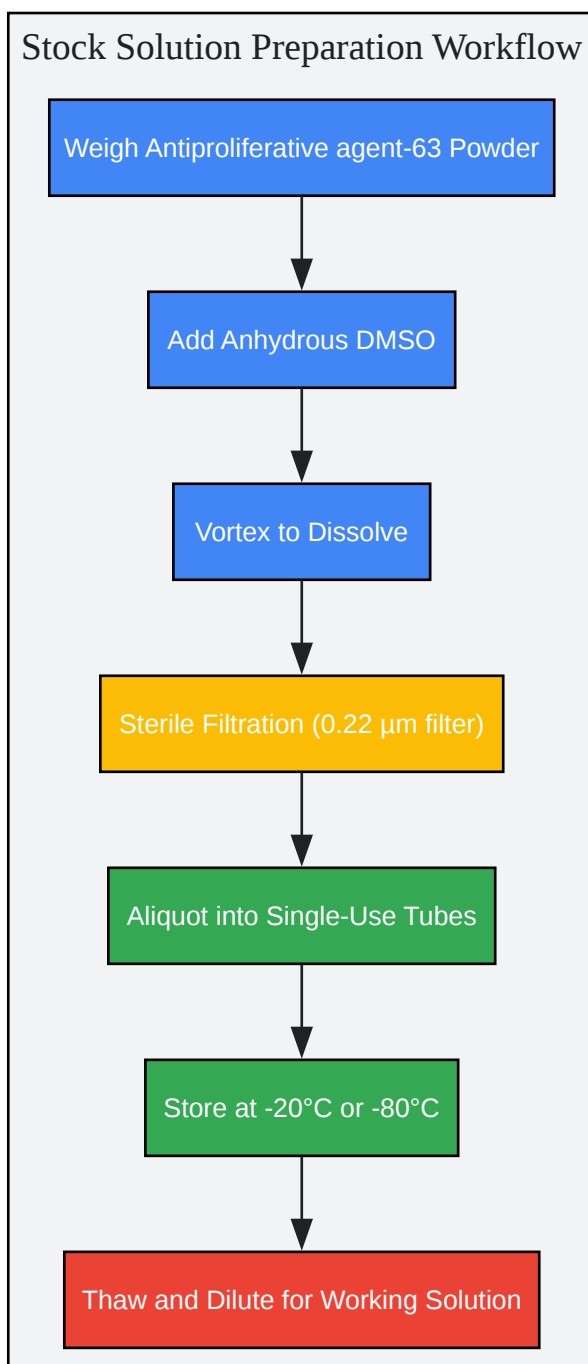 Stock Solution Preparation Workflow
Weigh Antiproliferative agent-63 Powder
Add Anhydrous DMSO
Vortex to Dissolve
Sterile Filtration (0.22 µm filter)
Aliquot into Single-Use Tubes
Store at -20°C or -80°C
Thaw and Dilute for Working Solution